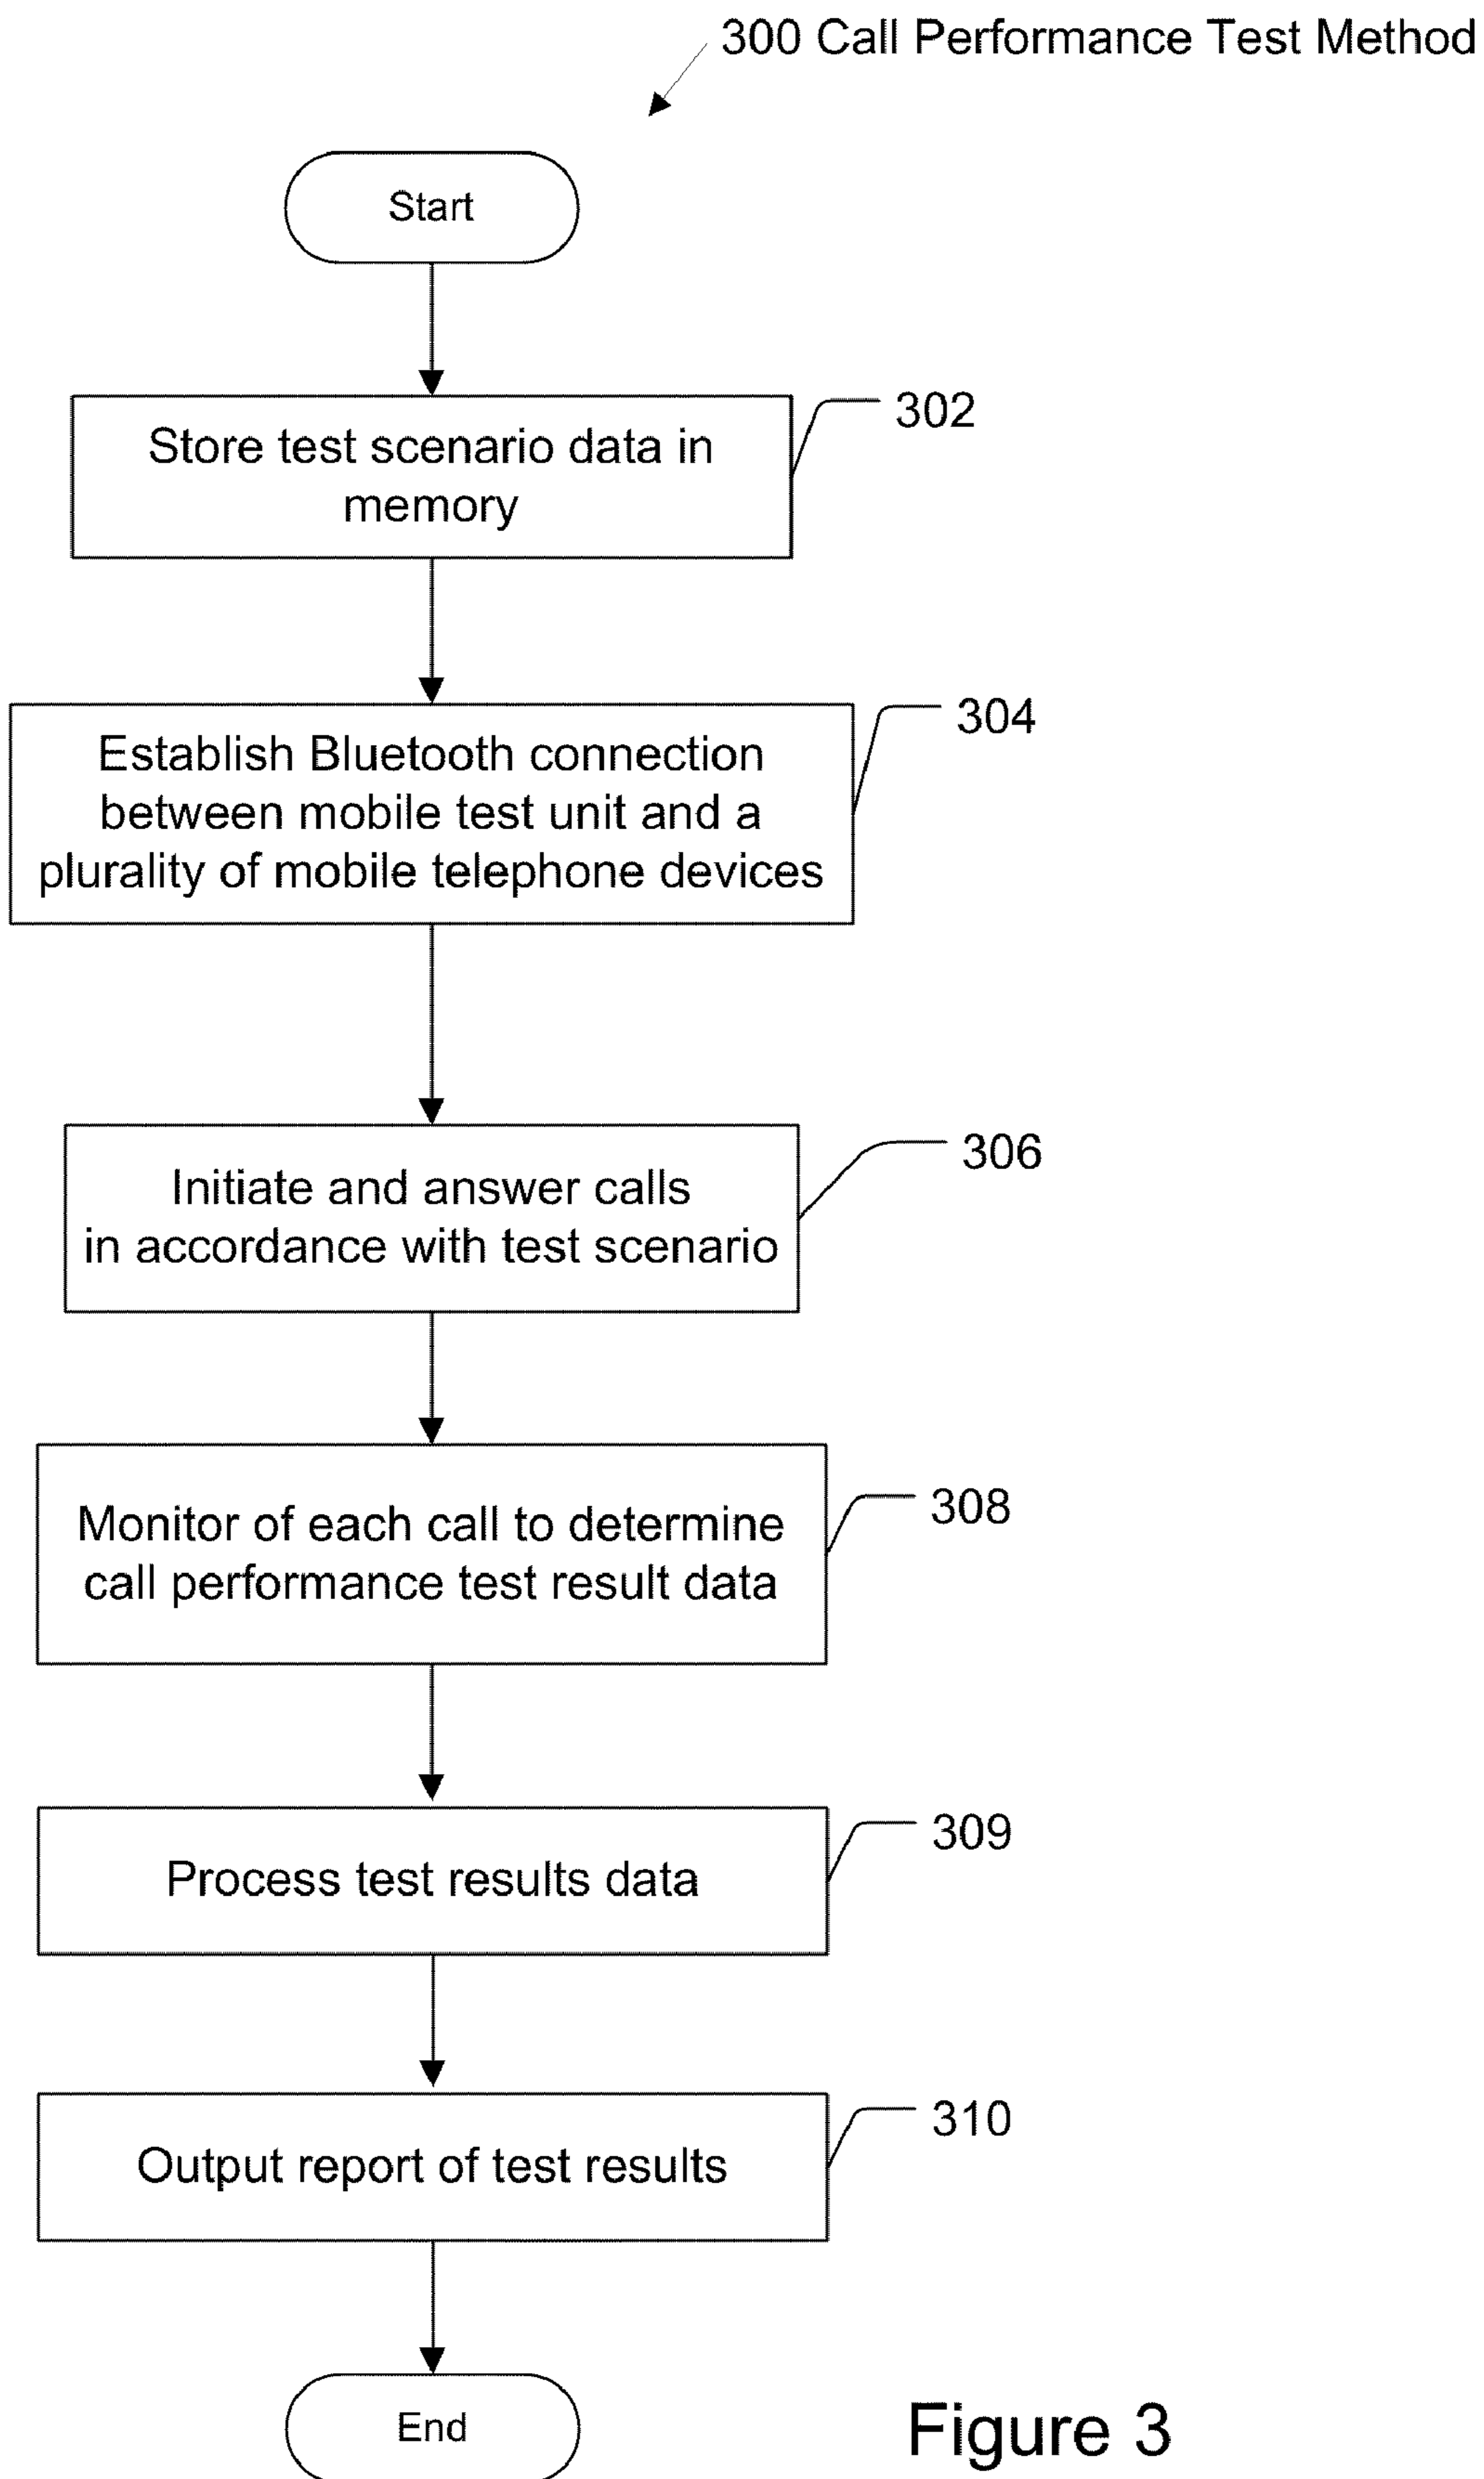 300 Call Performance Test Method
Start
302
Store test scenario data in
memory
304
Establish Bluetooth connection
between mobile test unit and a
plurality of mobile telephone devices
306
Initiate and answer calls
in accordance with test scenario
308
Monitor of each call to determine
call performance test result data
309
Process test results data
310
Output report of test results
End
Figure 3